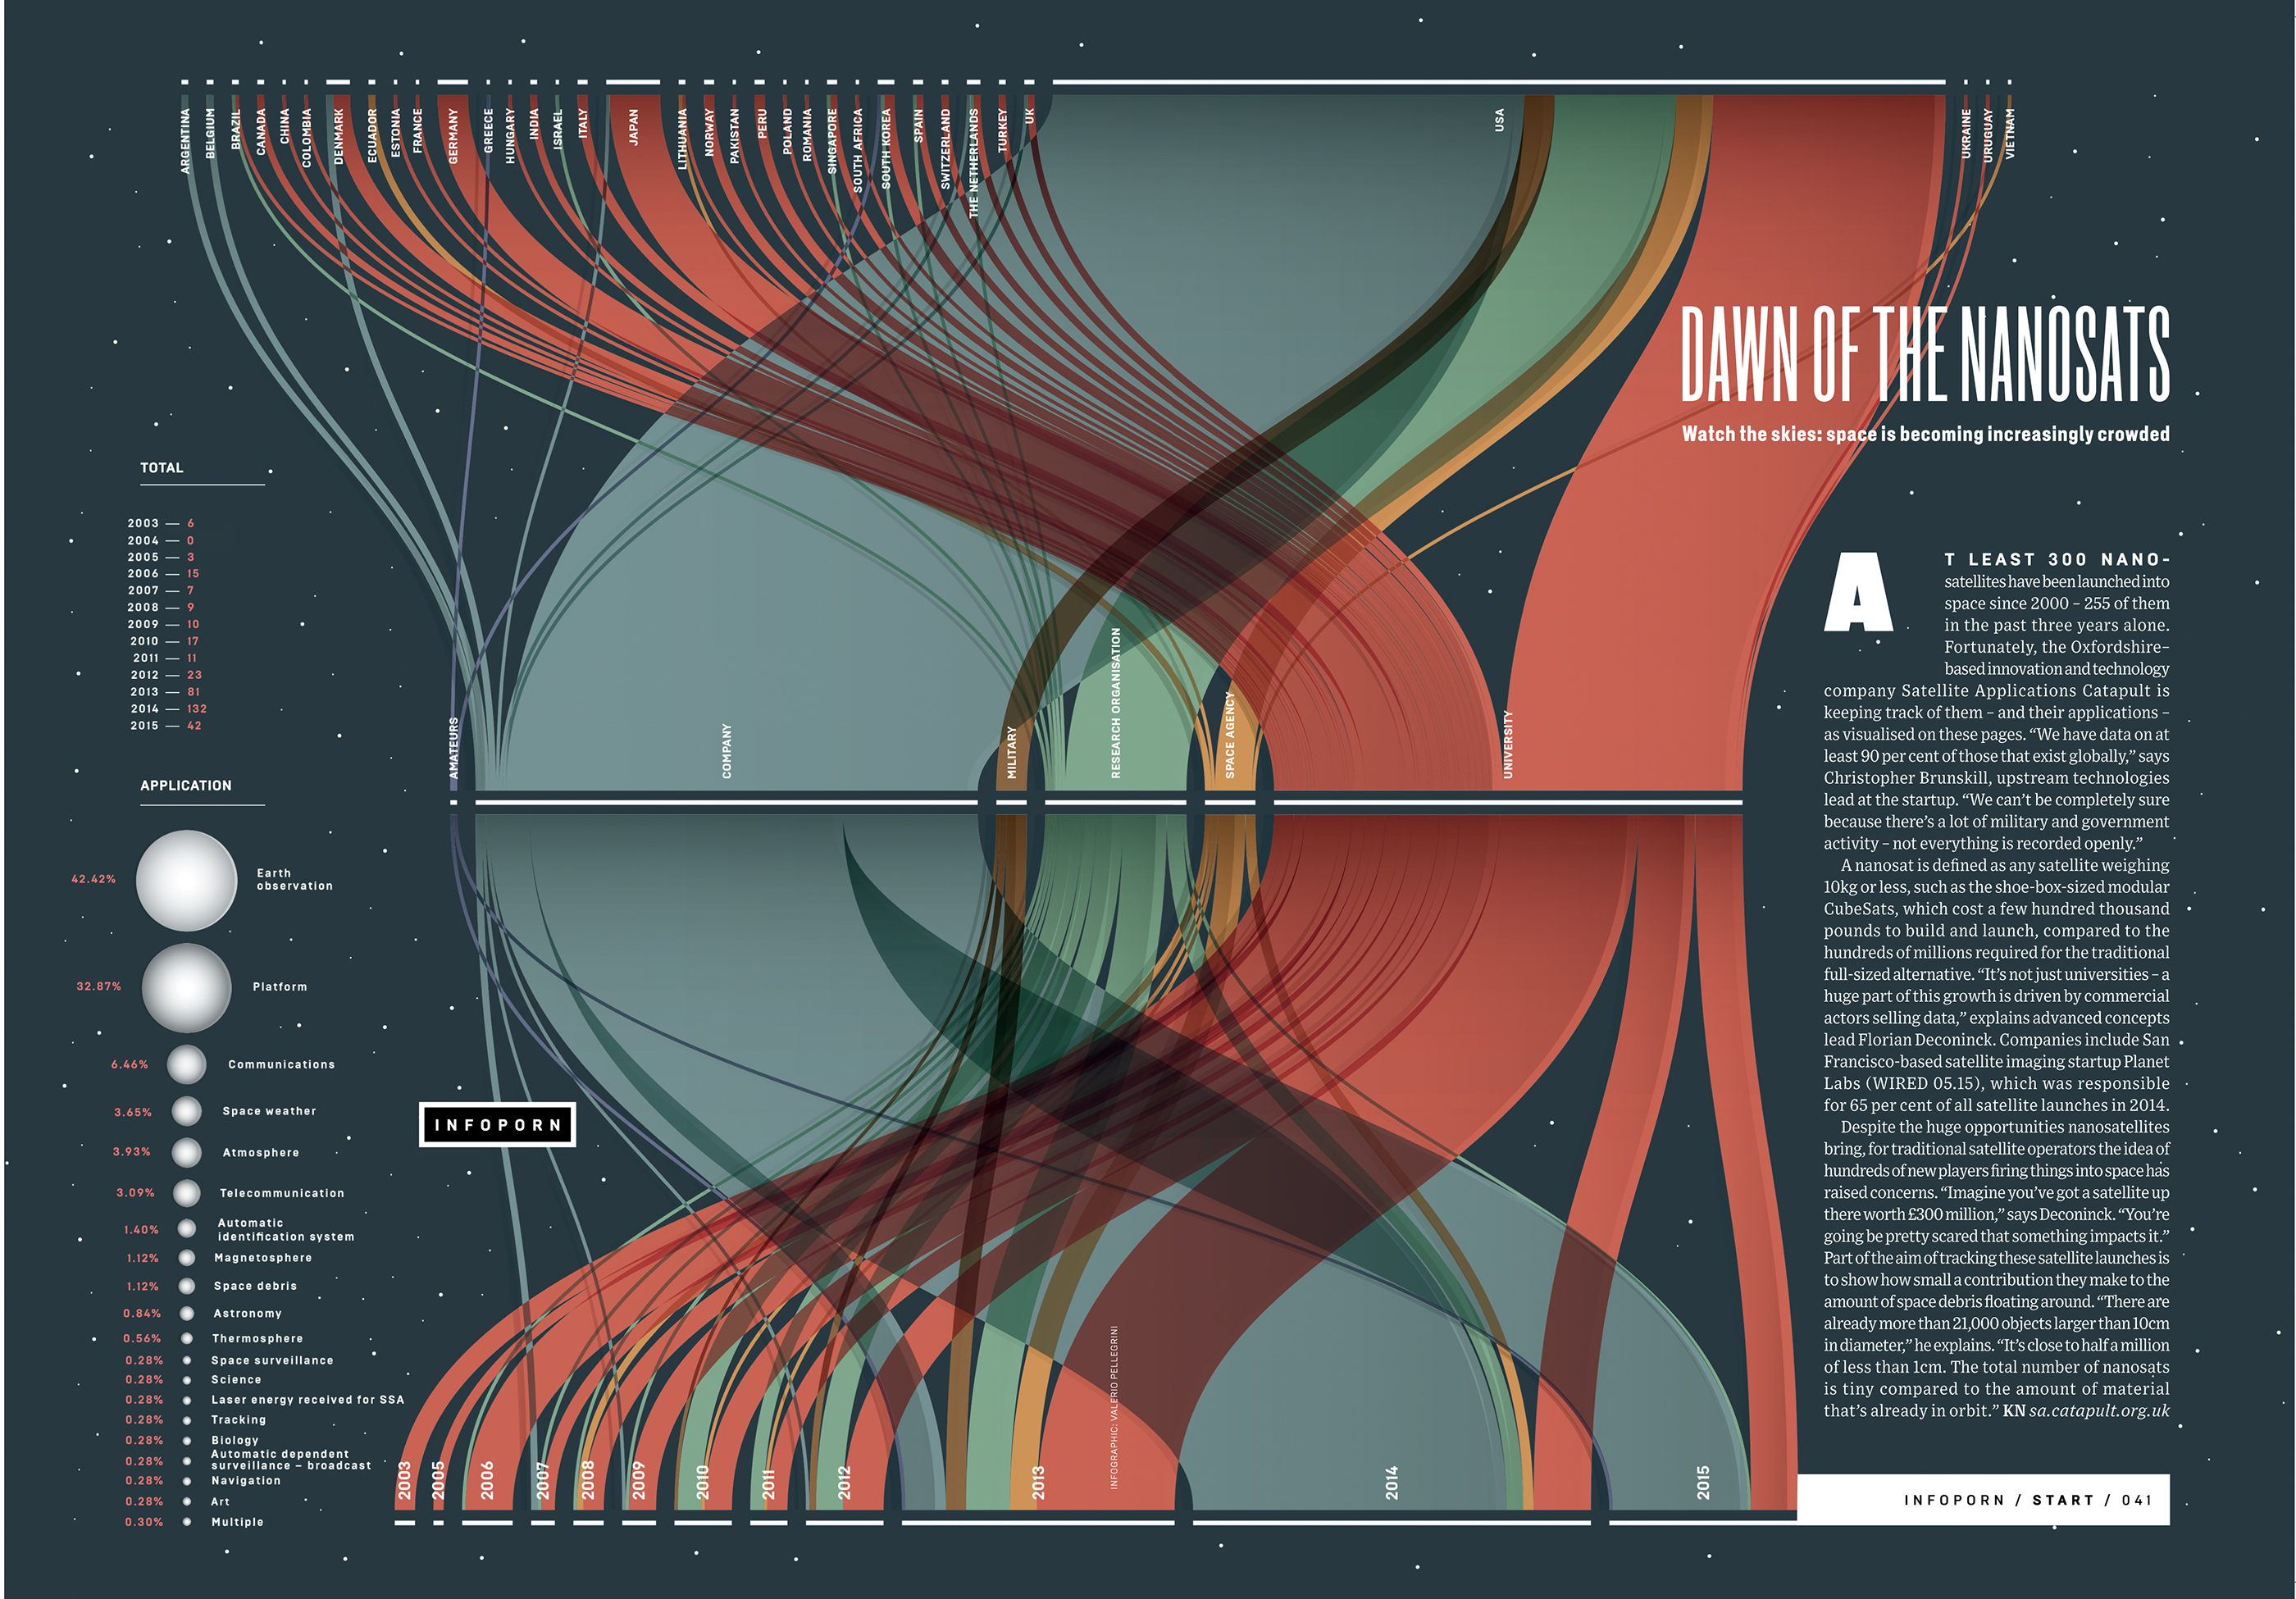 ARGENTINA
BELGIUM
BRAZIL
CANADA
CHINA
COLOMBIA
DENMARK
ECUADOR
ESTONIA
FRANCE
GERMANY
GREECE
HUNGARY
INDIA
ISRAEL
ITALY
JAPAN
LITHUANIA
NORWAY
PAKISTAN
PERU
POLAND
ROMANIA
SINGAPORE
SOUTH AFRICA
SOUTH KOREA
SPAIN
SWITZERLAND
THE NETHERLANDS
TURKEY
UK
USA
UKRAINE
URUGUAY
VIETNAM
DAWN OF THE NANOSATS
Watch the skies: space is becoming increasingly crowded
TOTAL
2003 — 6
2004 — 0
2005 — 3
2006 — 15
2007 — 7
2008 — 9
2009 — 10
2010 — 17
2011 — 11
2012 — 23
2013 — 81
2014 — 132
2015 — 42
AMATEURS
COMPANY
MILITARY
RESEARCH ORGANISATION
SPACE AGENCY
UNIVERSITY
APPLICATION
42.42% Earth
observation
32.87% Platform
6.46% Communications
3.65% Space weather
3.93% Atmosphere
3.09% Telecommunication
1.40% Automatic
identification system
1.12% Magnetosphere
1.12% Space debris
0.84% Astronomy
0.56% Thermosphere
0.28% Space surveillance
0.28% Science
0.28% Laser energy received for SSA
0.28% Tracking
0.28% Biology
0.28% Automatic dependent
surveillance – broadcast
0.28% Navigation
0.28% Art
0.30% Multiple
INFOPORN
2003
2005
2006
2007
2008
2009
2010
2011
2012
2013
2014
2015
INFOGRAPHIC: VALERIO PELLEGRINI
AT LEAST 300 NANO-
satellites have been launched into
space since 2000 – 255 of them
in the past three years alone.
Fortunately, the Oxfordshire-
based innovation and technology
company Satellite Applications Catapult is
keeping track of them – and their applications –
as visualised on these pages. “We have data on at
least 90 per cent of those that exist globally,” says
Christopher Brunskill, upstream technologies
lead at the startup. “We can’t be completely sure
because there’s a lot of military and government
activity – not everything is recorded openly.”
A nanosat is defined as any satellite weighing
10kg or less, such as the shoe-box-sized modular
CubeSats, which cost a few hundred thousand
pounds to build and launch, compared to the
hundreds of millions required for the traditional
full-sized alternative. “It’s not just universities – a
huge part of this growth is driven by commercial
actors selling data,” explains advanced concepts
lead Florian Deconinck. Companies include San
Francisco-based satellite imaging startup Planet
Labs (WIRED 05.15), which was responsible
for 65 per cent of all satellite launches in 2014.
Despite the huge opportunities nanosatellites
bring, for traditional satellite operators the idea of
hundreds of new players firing things into space has
raised concerns. “Imagine you’ve got a satellite up
there worth £300 million,” says Deconinck. “You’re
going be pretty scared that something impacts it.”
Part of the aim of tracking these satellite launches is
to show how small a contribution they make to the
amount of space debris floating around. “There are
already more than 21,000 objects larger than 10cm
in diameter,” he explains. “It’s close to half a million
of less than 1cm. The total number of nanosats
is tiny compared to the amount of material
that’s already in orbit.” KN sa.catapult.org.uk
INFOPORN / START / 041